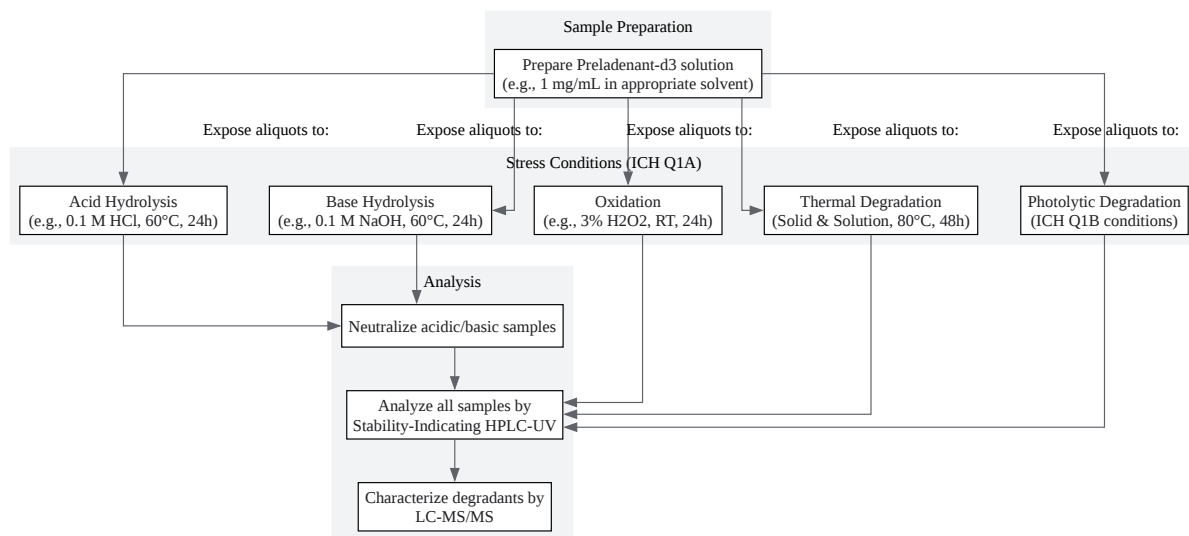 Sample Preparation
Prepare Preladenant-d3 solution
(e.g., 1 mg/mL in appropriate solvent)
Expose aliquots to:
Expose aliquots to:
Expose aliquots to:
Expose aliquots to:
Expose aliquots to:
Stress Conditions (ICH Q1A)
Acid Hydrolysis
(e.g., 0.1 M HCl, 60°C, 24h)
Base Hydrolysis
(e.g., 0.1 M NaOH, 60°C, 24h)
Oxidation
(e.g., 3% H2O2, RT, 24h)
Thermal Degradation
(Solid & Solution, 80°C, 48h)
Photolytic Degradation
(ICH Q1B conditions)
Analysis
Neutralize acidic/basic samples
Analyze all samples by
Stability-Indicating HPLC-UV
Characterize degradants by
LC-MS/MS